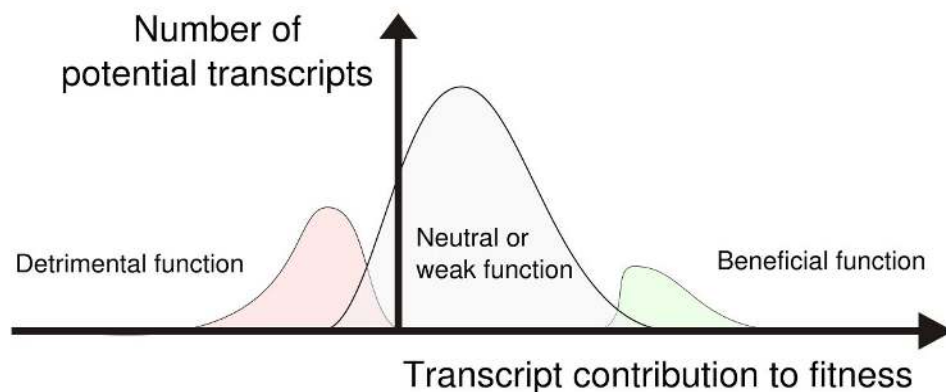 Number of
potential transcripts
Detrimental function
Neutral or
weak function
Beneficial function
Transcript contribution to fitness